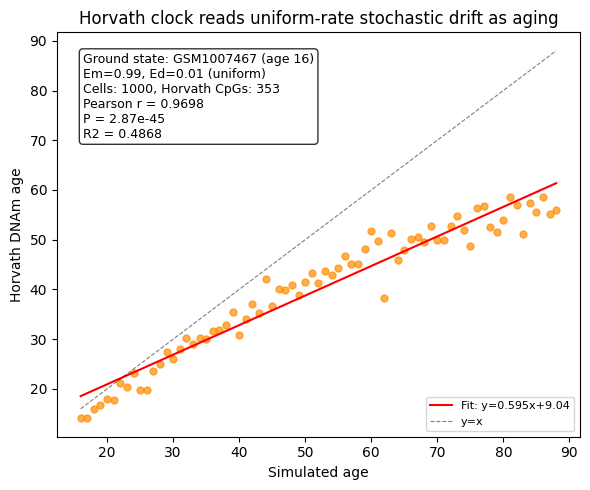 Horvath clock reads uniform-rate stochastic drift as aging
Ground state: GSM1007467 (age 16)
Em=0.99, Ed=0.01 (uniform)
Cells: 1000, Horvath CpGs: 353
Pearson r = 0.9698
P = 2.87e-45
R2 = 0.4868
Horvath DNAm age
90
80
70
60
50
40
30
20
Fit: y=0.595x+9.04
y=x
20
30
40
50
60
70
80
90
Simulated age